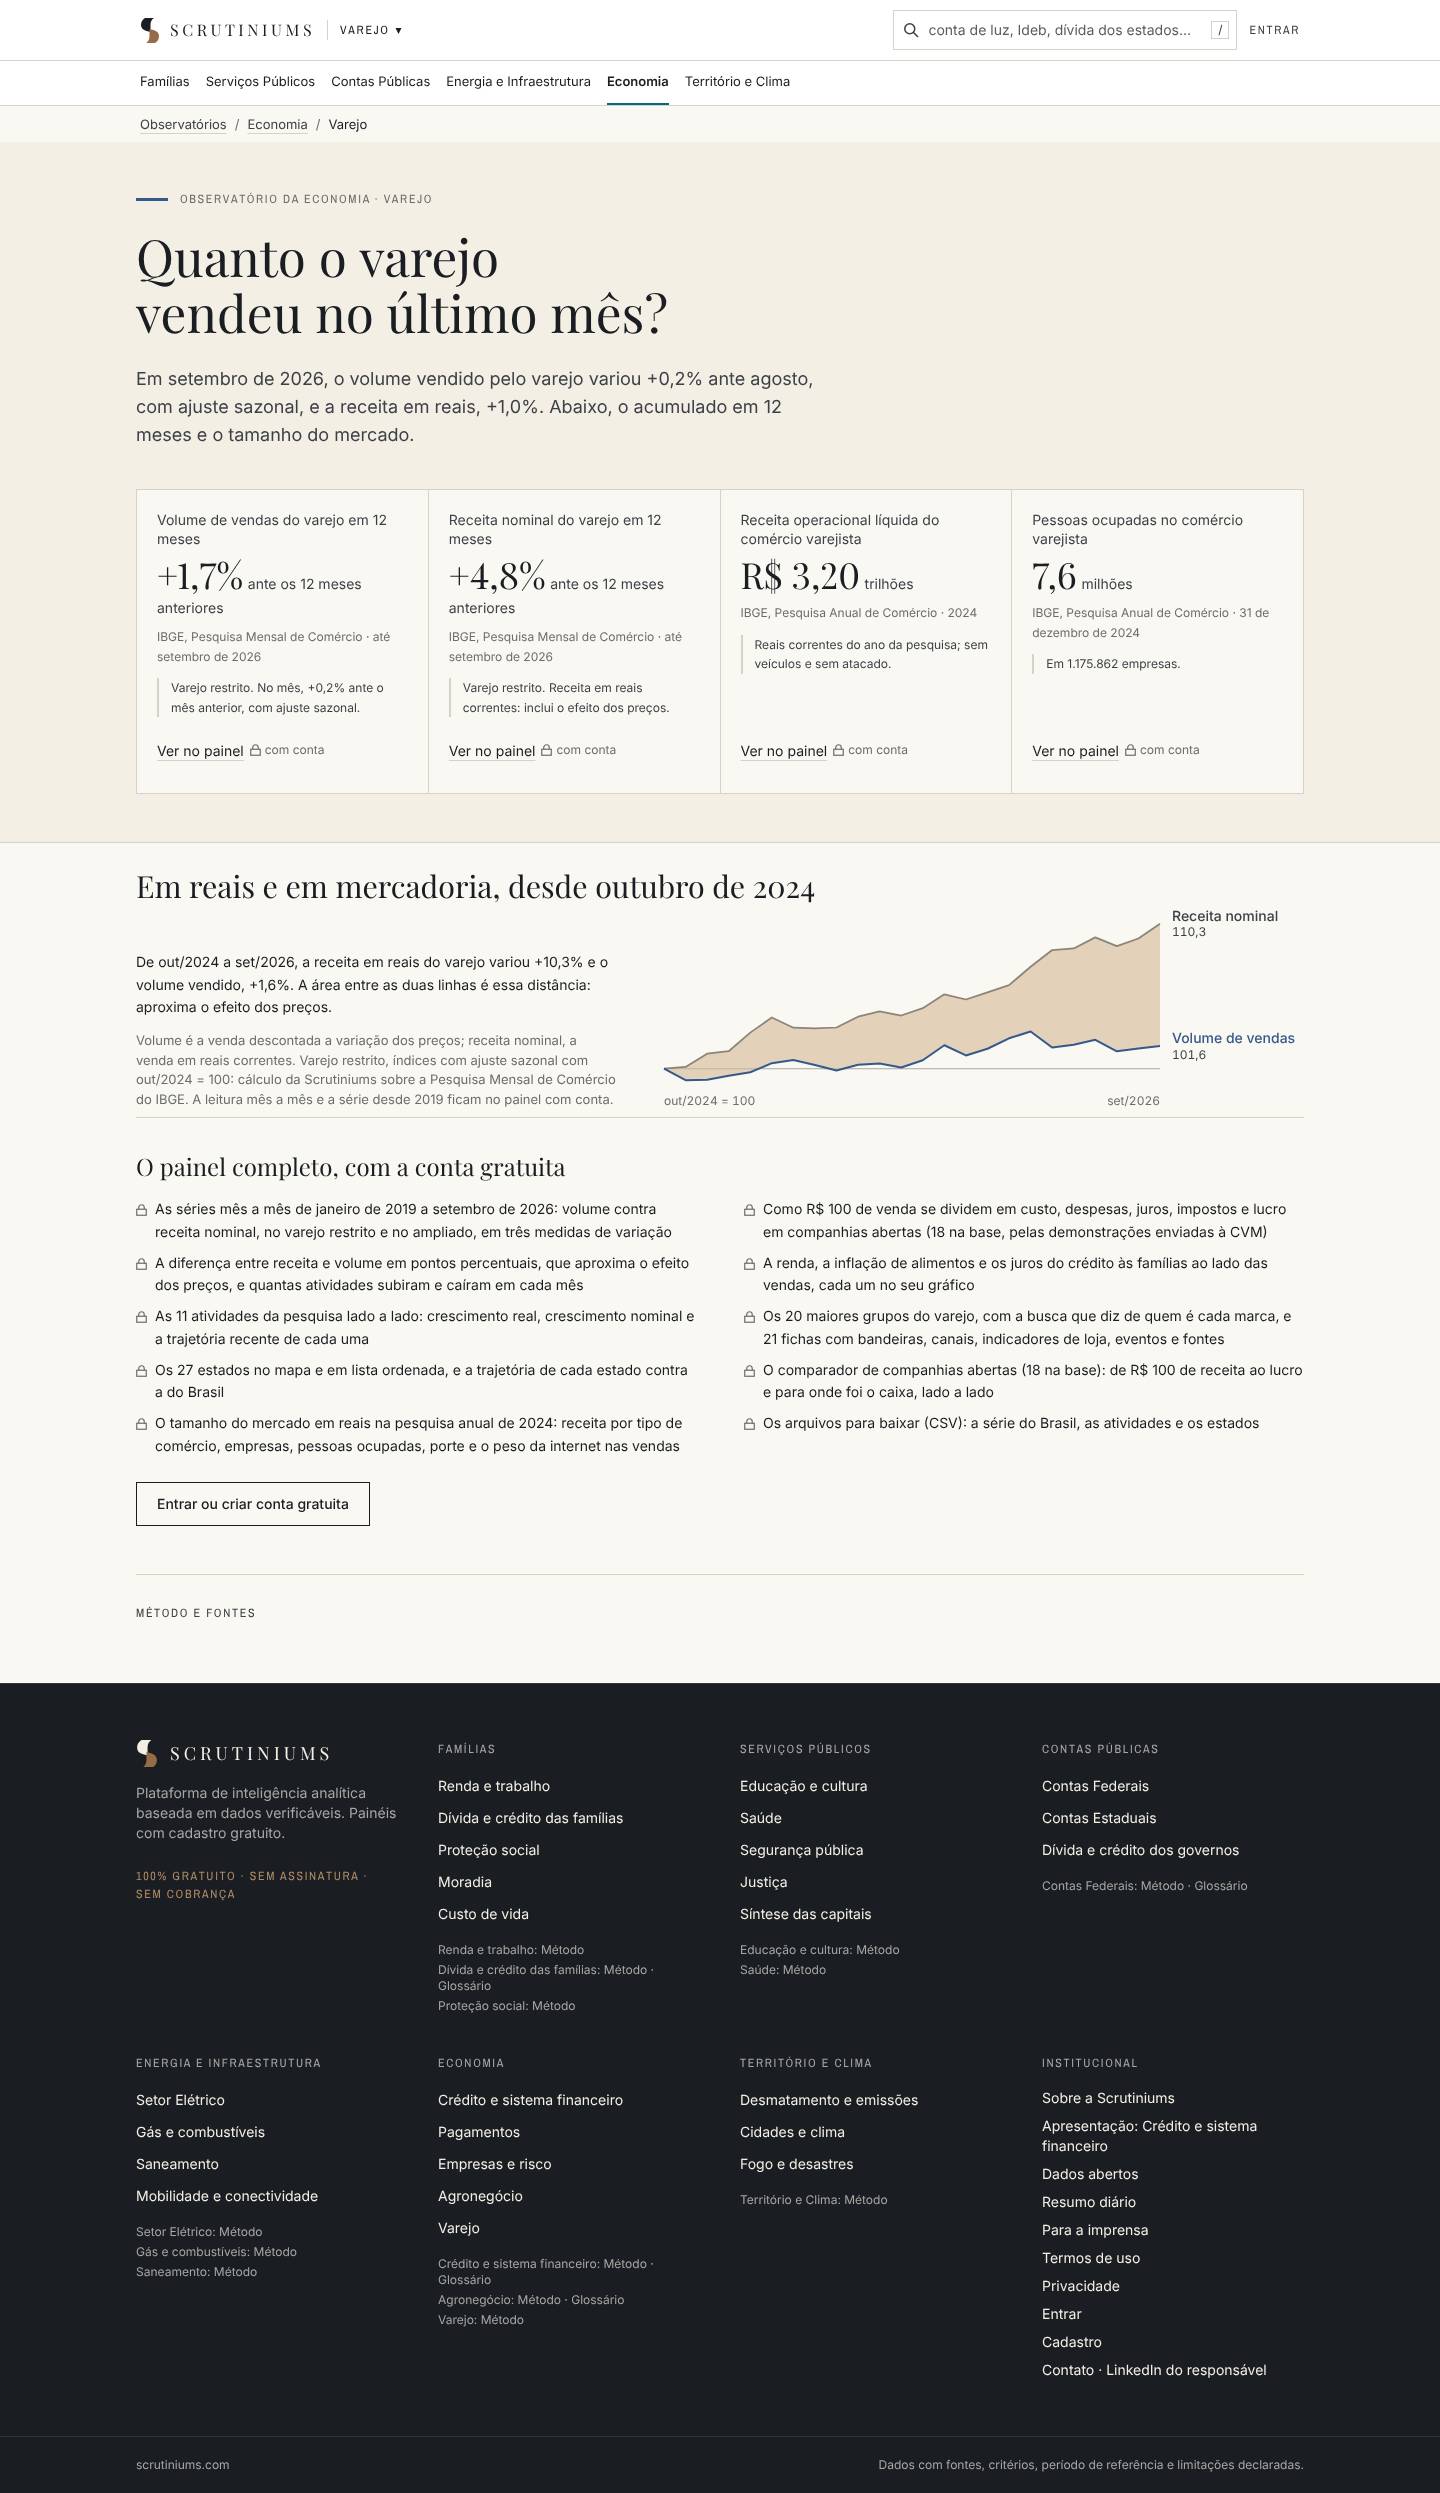 SCRUTINIUMS
VAREJO ▾
conta de luz, Ideb, dívida dos estados...
/
ENTRAR
Famílias
Serviços Públicos
Contas Públicas
Energia e Infraestrutura
Economia
Território e Clima
Observatórios / Economia / Varejo
OBSERVATÓRIO DA ECONOMIA · VAREJO
Quanto o varejo
vendeu no último mês?
Em setembro de 2026, o volume vendido pelo varejo variou +0,2% ante agosto,
com ajuste sazonal, e a receita em reais, +1,0%. Abaixo, o acumulado em 12
meses e o tamanho do mercado.
Volume de vendas do varejo em 12
meses
+1,7% ante os 12 meses
anteriores
IBGE, Pesquisa Mensal de Comércio · até
setembro de 2026
Varejo restrito. No mês, +0,2% ante o
mês anterior, com ajuste sazonal.
Ver no painel com conta
Receita nominal do varejo em 12
meses
+4,8% ante os 12 meses
anteriores
IBGE, Pesquisa Mensal de Comércio · até
setembro de 2026
Varejo restrito. Receita em reais
correntes: inclui o efeito dos preços.
Ver no painel com conta
Receita operacional líquida do
comércio varejista
R$ 3,20 trilhões
IBGE, Pesquisa Anual de Comércio · 2024
Reais correntes do ano da pesquisa; sem
veículos e sem atacado.
Ver no painel com conta
Pessoas ocupadas no comércio
varejista
7,6 milhões
IBGE, Pesquisa Anual de Comércio · 31 de
dezembro de 2024
Em 1.175.862 empresas.
Ver no painel com conta
Em reais e em mercadoria, desde outubro de 2024
De out/2024 a set/2026, a receita em reais do varejo variou +10,3% e o
volume vendido, +1,6%. A área entre as duas linhas é essa distância:
aproxima o efeito dos preços.
Volume é a venda descontada a variação dos preços; receita nominal, a
venda em reais correntes. Varejo restrito, índices com ajuste sazonal com
out/2024 = 100: cálculo da Scrutiniums sobre a Pesquisa Mensal de Comércio
do IBGE. A leitura mês a mês e a série desde 2019 ficam no painel com conta.
Receita nominal
110,3
Volume de vendas
101,6
out/2024 = 100
set/2026
O painel completo, com a conta gratuita
As séries mês a mês de janeiro de 2019 a setembro de 2026: volume contra
receita nominal, no varejo restrito e no ampliado, em três medidas de variação
A diferença entre receita e volume em pontos percentuais, que aproxima o efeito
dos preços, e quantas atividades subiram e caíram em cada mês
As 11 atividades da pesquisa lado a lado: crescimento real, crescimento nominal e
a trajetória recente de cada uma
Os 27 estados no mapa e em lista ordenada, e a trajetória de cada estado contra
a do Brasil
O tamanho do mercado em reais na pesquisa anual de 2024: receita por tipo de
comércio, empresas, pessoas ocupadas, porte e o peso da internet nas vendas
Como R$ 100 de venda se dividem em custo, despesas, juros, impostos e lucro
em companhias abertas (18 na base, pelas demonstrações enviadas à CVM)
A renda, a inflação de alimentos e os juros do crédito às famílias ao lado das
vendas, cada um no seu gráfico
Os 20 maiores grupos do varejo, com a busca que diz de quem é cada marca, e
21 fichas com bandeiras, canais, indicadores de loja, eventos e fontes
O comparador de companhias abertas (18 na base): de R$ 100 de receita ao lucro
e para onde foi o caixa, lado a lado
Os arquivos para baixar (CSV): a série do Brasil, as atividades e os estados
Entrar ou criar conta gratuita
MÉTODO E FONTES
SCRUTINIUMS
Plataforma de inteligência analítica
baseada em dados verificáveis. Painéis
com cadastro gratuito.
100% GRATUITO · SEM ASSINATURA ·
SEM COBRANÇA
FAMÍLIAS
Renda e trabalho
Dívida e crédito das famílias
Proteção social
Moradia
Custo de vida
Renda e trabalho: Método
Dívida e crédito das famílias: Método ·
Glossário
Proteção social: Método
SERVIÇOS PÚBLICOS
Educação e cultura
Saúde
Segurança pública
Justiça
Síntese das capitais
Educação e cultura: Método
Saúde: Método
CONTAS PÚBLICAS
Contas Federais
Contas Estaduais
Dívida e crédito dos governos
Contas Federais: Método · Glossário
ENERGIA E INFRAESTRUTURA
Setor Elétrico
Gás e combustíveis
Saneamento
Mobilidade e conectividade
Setor Elétrico: Método
Gás e combustíveis: Método
Saneamento: Método
ECONOMIA
Crédito e sistema financeiro
Pagamentos
Empresas e risco
Agronegócio
Varejo
Crédito e sistema financeiro: Método ·
Glossário
Agronegócio: Método · Glossário
Varejo: Método
TERRITÓRIO E CLIMA
Desmatamento e emissões
Cidades e clima
Fogo e desastres
Território e Clima: Método
INSTITUCIONAL
Sobre a Scrutiniums
Apresentação: Crédito e sistema
financeiro
Dados abertos
Resumo diário
Para a imprensa
Termos de uso
Privacidade
Entrar
Cadastro
Contato · LinkedIn do responsável
scrutiniums.com
Dados com fontes, critérios, período de referência e limitações declaradas.